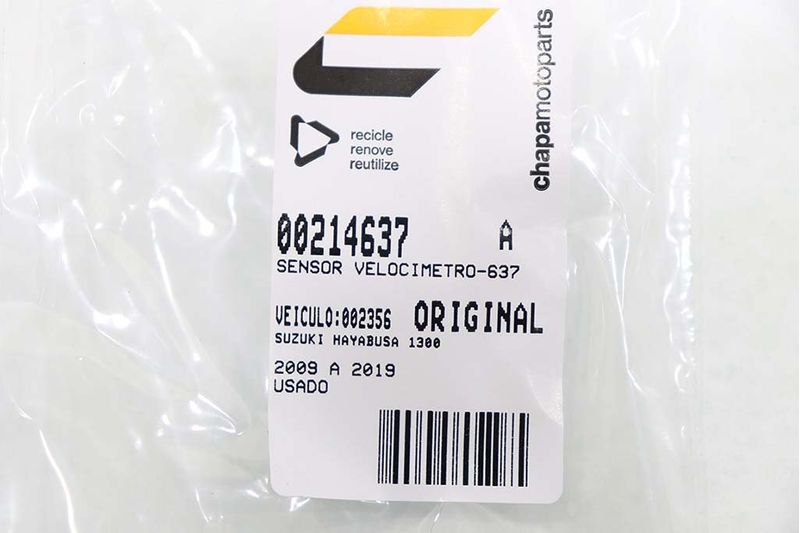 chapamotoparts
recicle
renove
reutilize
00214637 A
SENSOR VELOCIMETRO-637
VEICULO:002356 ORIGINAL
SUZUKI HAYABUSA 1300
2009 A 2019
USADO